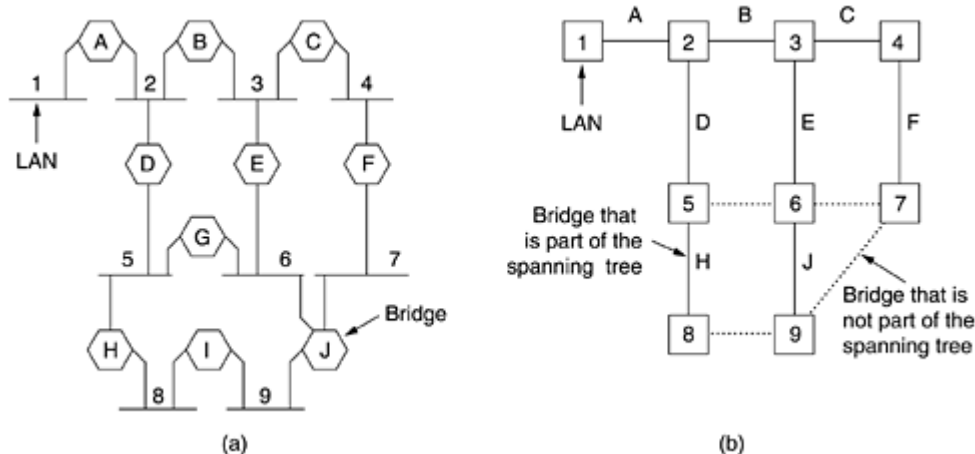 A
B
C
1
2
3
4
LAN
D
E
F
G
5
6
7
Bridge
H
I
J
8
9
(a)
A
B
C
1
2
3
4
LAN
D
E
F
5
6
7
Bridge that
is part of the
spanning tree
H
J
Bridge that is
not part of the
spanning tree
8
9
(b)